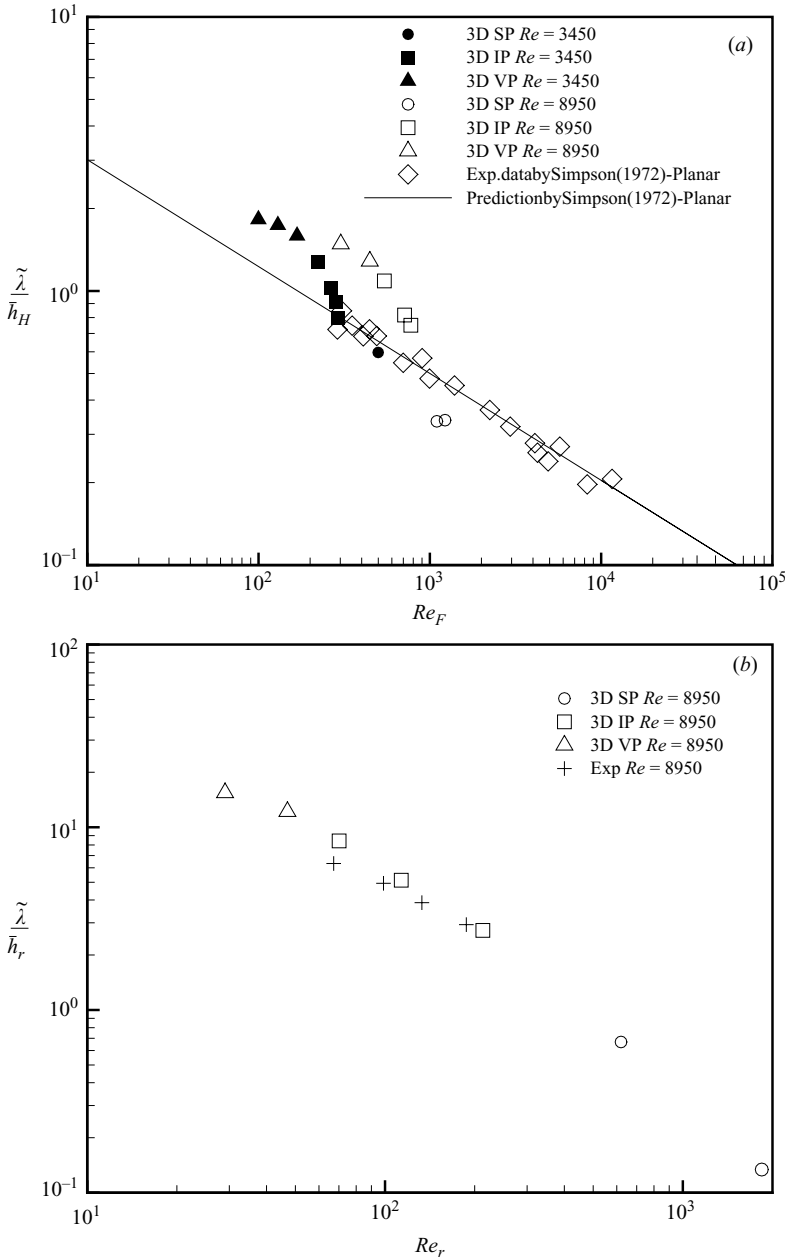 10^1
(a)
3D SP Re = 3450
3D IP Re = 3450
3D VP Re = 3450
3D SP Re = 8950
3D IP Re = 8950
3D VP Re = 8950
Exp.databySimpson(1972)-Planar
PredictionbySimpson(1972)-Planar
λ̃
h̄_H
10^0
10^–1
10^1
10^2
10^3
10^4
10^5
Re_F
10^2
(b)
3D SP Re = 8950
3D IP Re = 8950
3D VP Re = 8950
Exp Re = 8950
10^1
λ̃
h̄_r
10^0
10^–1
10^1
10^2
10^3
Re_r